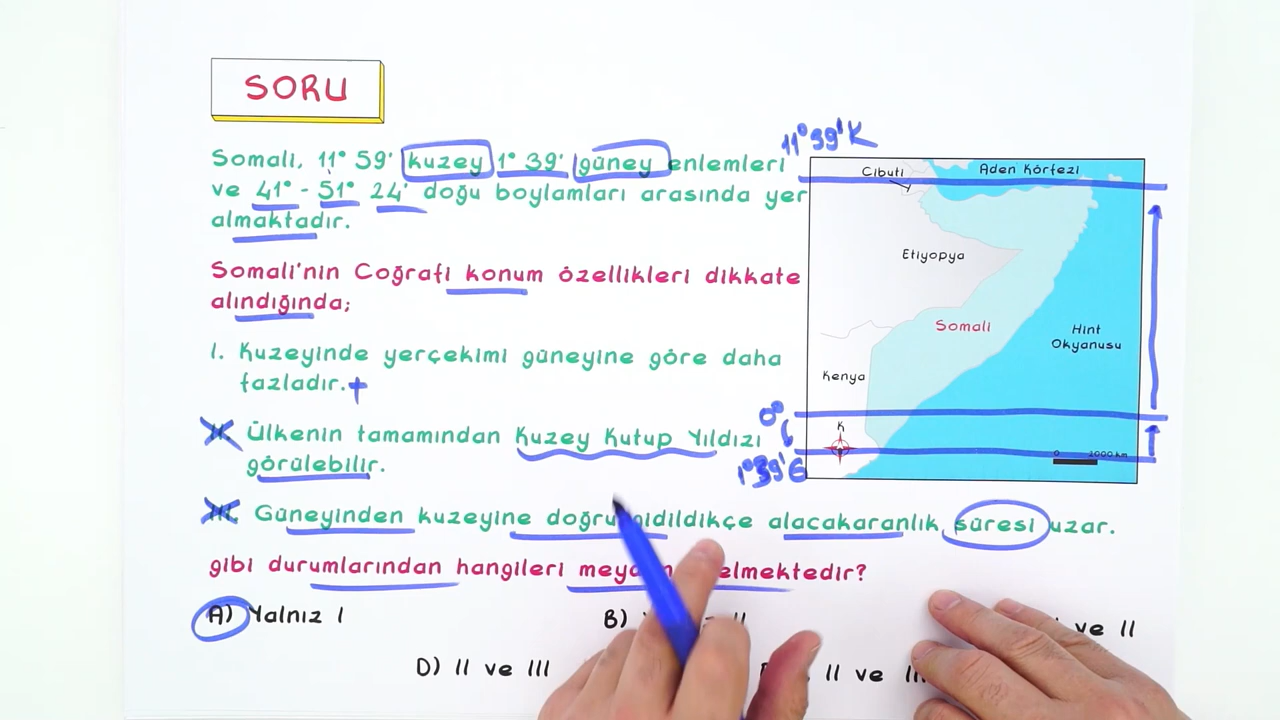 SORU
Somali, 11° 59' kuzey 1° 39' güney enlemleri
ve 41° - 51° 24' doğu boylamları arasında yer
almaktadır.
Somali'nin Coğrafi konum özellikleri dikkate
alındığında;
I. Kuzeyinde yerçekimi güneyine göre daha
fazladır. +
II. Ülkenin tamamından Kuzey Kutup Yıldızı
görülebilir.
III. Güneyinden kuzeyine doğru gidildikçe alacakaranlık süresi uzar.
gibi durumlarından hangileri gelmektedir?
A) Yalnız I
B) II
ve II
D) II ve III
II ve
11° 59' K
Cibuti
Aden Körfezi
Etiyopya
Somali
Hint
Okyanusu
Kenya
0°
K
0 2000 km
1° 39' G